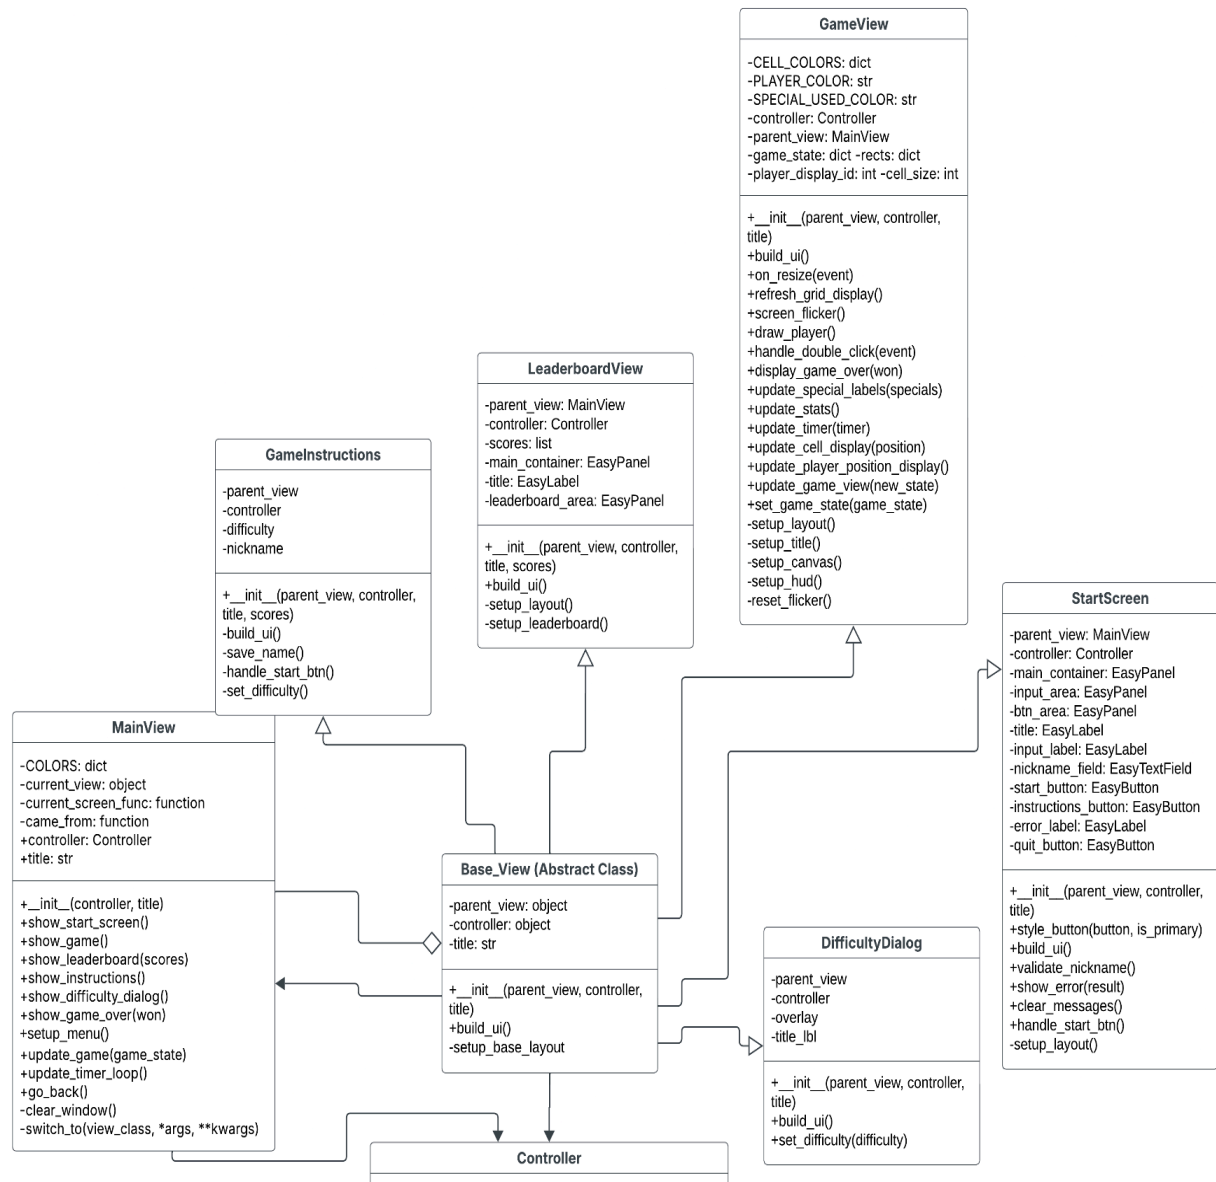 GameView
-CELL_COLORS: dict
-PLAYER_COLOR: str
-SPECIAL_USED_COLOR: str
-controller: Controller
-parent_view: MainView
-game_state: dict -rects: dict
-player_display_id: int -cell_size: int
+__init__(parent_view, controller,
title)
+build_ui()
+on_resize(event)
+refresh_grid_display()
+screen_flicker()
+draw_player()
+handle_double_click(event)
+display_game_over(won)
+update_special_labels(specials)
+update_stats()
+update_timer(timer)
+update_cell_display(position)
+update_player_position_display()
+update_game_view(new_state)
+set_game_state(game_state)
-setup_layout()
-setup_title()
-setup_canvas()
-setup_hud()
-reset_flicker()
LeaderboardView
-parent_view: MainView
-controller: Controller
-scores: list
-main_container: EasyPanel
-title: EasyLabel
-leaderboard_area: EasyPanel
+__init__(parent_view, controller,
title, scores)
+build_ui()
-setup_layout()
-setup_leaderboard()
GameInstructions
-parent_view
-controller
-difficulty
-nickname
+__init__(parent_view, controller,
title, scores)
-build_ui()
-save_name()
-handle_start_btn()
-set_difficulty()
StartScreen
-parent_view: MainView
-controller: Controller
-main_container: EasyPanel
-input_area: EasyPanel
-btn_area: EasyPanel
-title: EasyLabel
-input_label: EasyLabel
-nickname_field: EasyTextField
-start_button: EasyButton
-instructions_button: EasyButton
-error_label: EasyLabel
-quit_button: EasyButton
+__init__(parent_view, controller,
title)
+style_button(button, is_primary)
+build_ui()
+validate_nickname()
+show_error(result)
+clear_messages()
+handle_start_btn()
-setup_layout()
MainView
-COLORS: dict
-current_view: object
-current_screen_func: function
-came_from: function
+controller: Controller
+title: str
+__init__(controller, title)
+show_start_screen()
+show_game()
+show_leaderboard(scores)
+show_instructions()
+show_difficulty_dialog()
+show_game_over(won)
+setup_menu()
+update_game(game_state)
+update_timer_loop()
+go_back()
-clear_window()
-switch_to(view_class, *args, **kwargs)
Base_View (Abstract Class)
-parent_view: object
-controller: object
-title: str
+__init__(parent_view, controller,
title)
+build_ui()
-setup_base_layout
DifficultyDialog
-parent_view
-controller
-overlay
-title_lbl
+__init__(parent_view, controller,
title)
+build_ui()
+set_difficulty(difficulty)
Controller